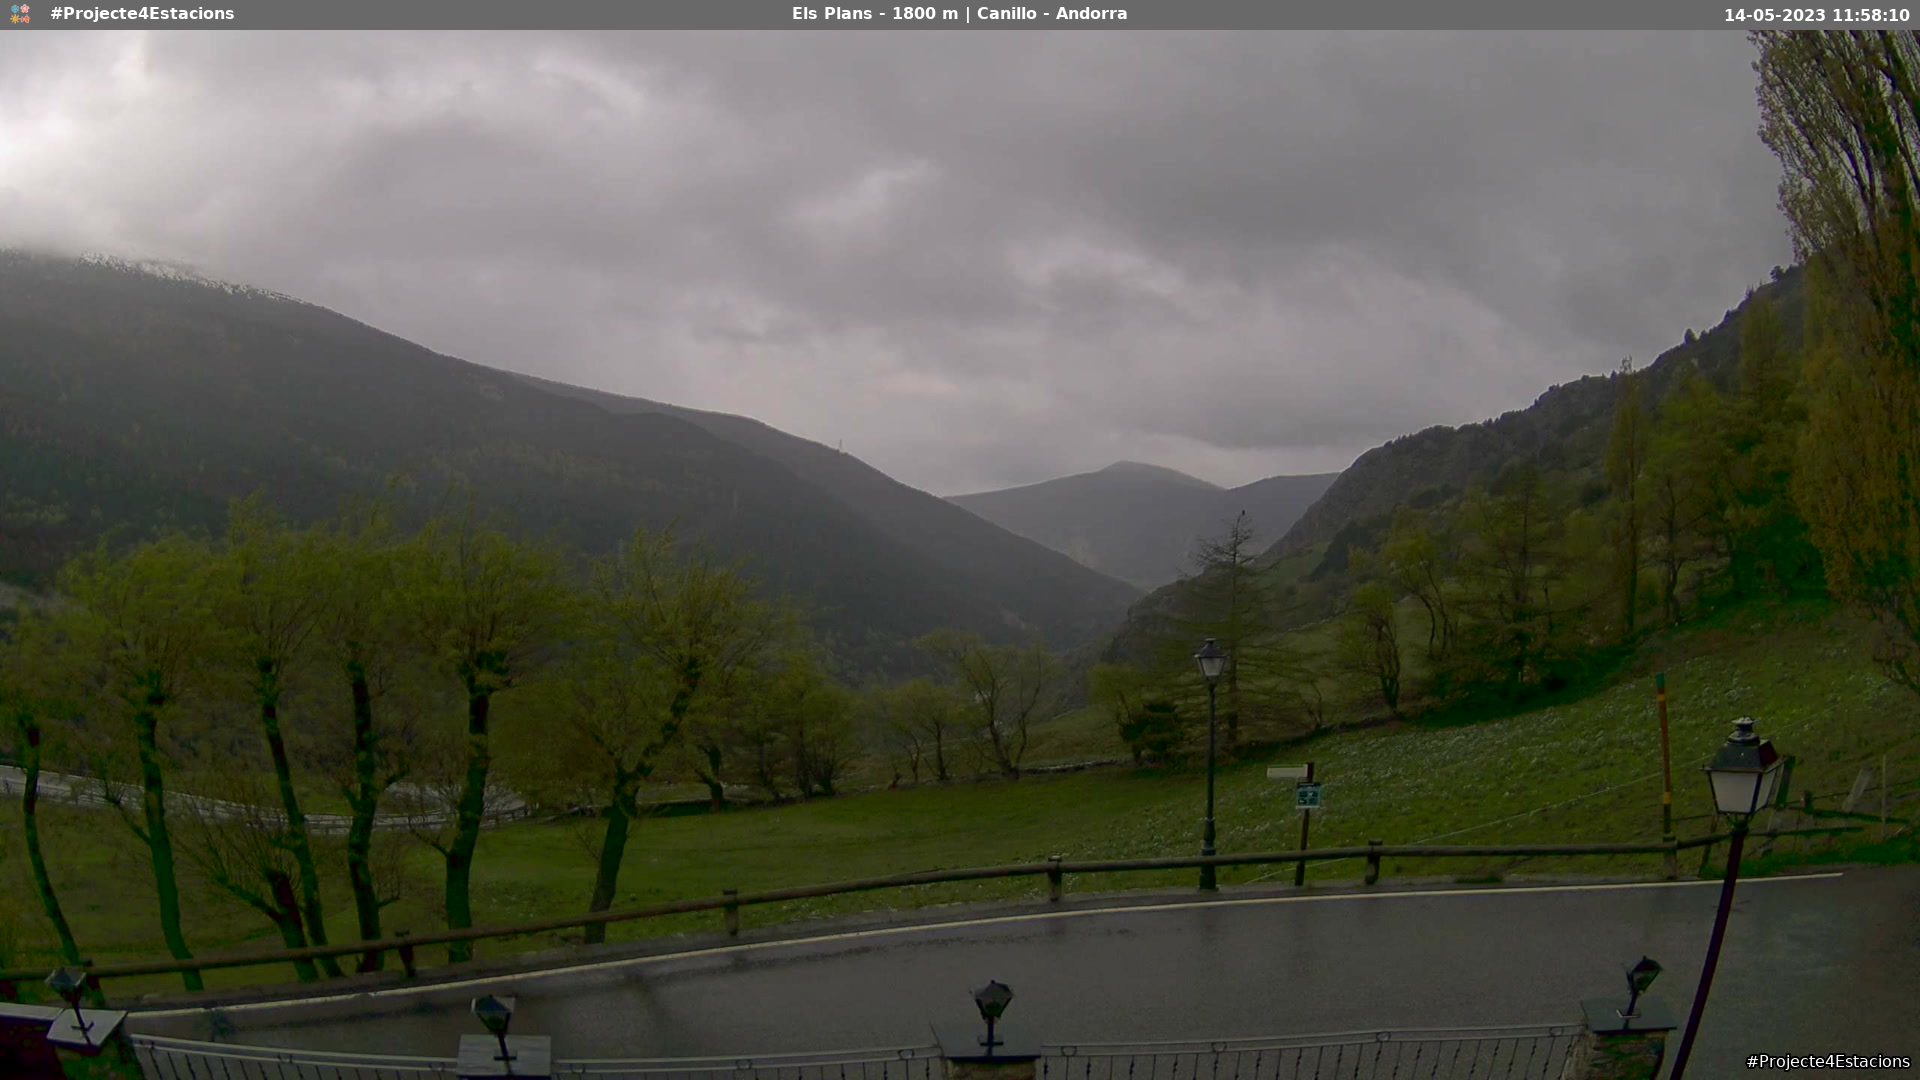 #Projecte4Estacions
Els Plans - 1800 m | Canillo - Andorra
14-05-2023 11:58:10
#Projecte4Estacions